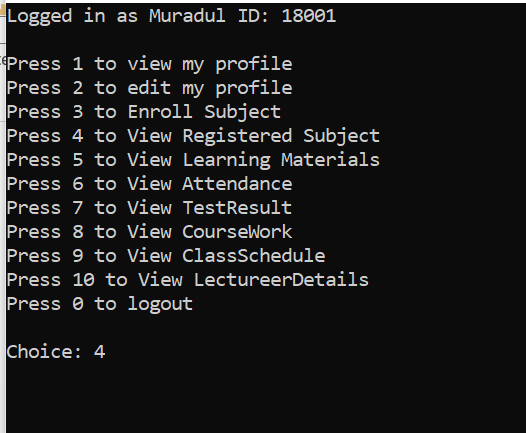 Logged in as Muradul ID: 18001
Press 1 to view my profile
Press 2 to edit my profile
Press 3 to Enroll Subject
Press 4 to View Registered Subject
Press 5 to View Learning Materials
Press 6 to View Attendance
Press 7 to View TestResult
Press 8 to View CourseWork
Press 9 to View ClassSchedule
Press 10 to View LectureerDetails
Press 0 to logout
Choice: 4